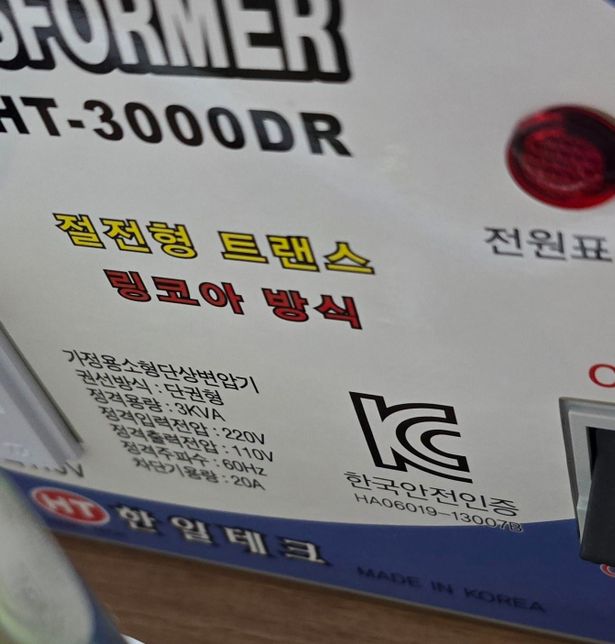 SFORMER
HT-3000DR
절전형 트랜스
링코아 방식
전원표
가정용소형단상변압기
권선방식 : 단권형
정격용량 : 3KVA
정격입력전압 : 220V
정격출력전압 : 110V
정격주파수 : 60Hz
차단기용량 : 20A
한국안전인증
HA06019-13007B
110V
HT 한일테크
MADE IN KOREA